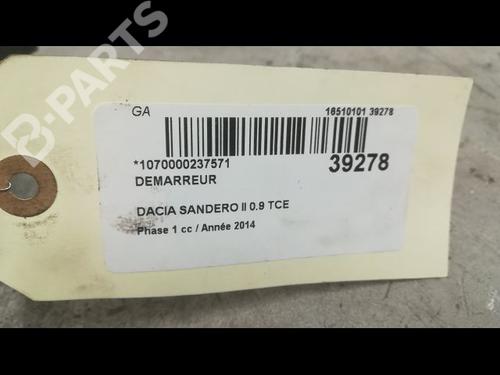 B-PARTS
GA 16510101 39278
*1070000237571 39278
DEMARREUR
DACIA SANDERO II 0.9 TCE
Phase 1 cc / Année 2014